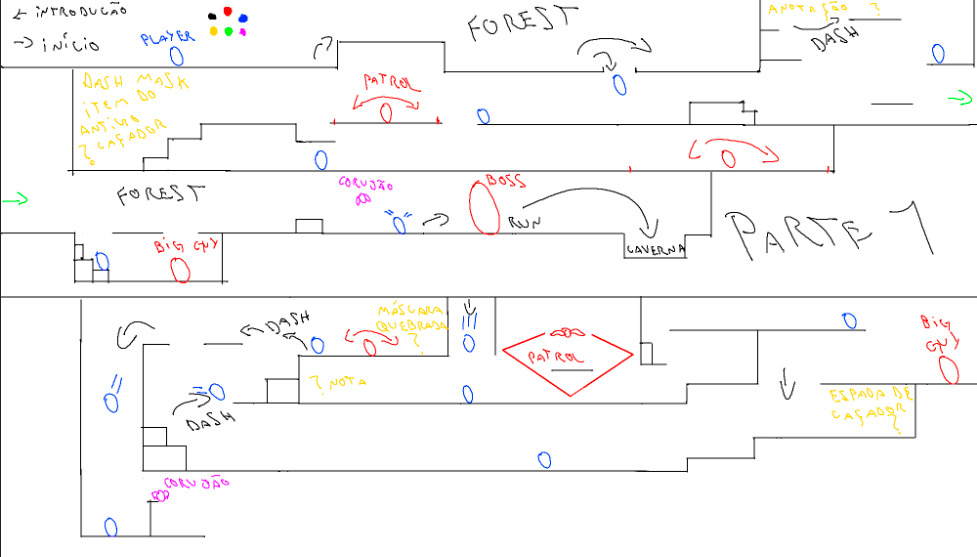 ← INTRODUCÃO
→ INÍCIO
PLAYER
FOREST
ANOTAÇÃO ?
DASH
DASH MASK
ITEM DO
ANTIGO
CAÇADOR
?
PATROL
FOREST
CORUJÃO
BOSS
RUN
CAVERNA
BIG GUY
PARTE 1
DASH
MÁSCARA
QUEBRADA
?
? NOTA
DASH
PATROL
BIG
GUY
ESPADA DE
CAÇADOR
?
CORUJÃO